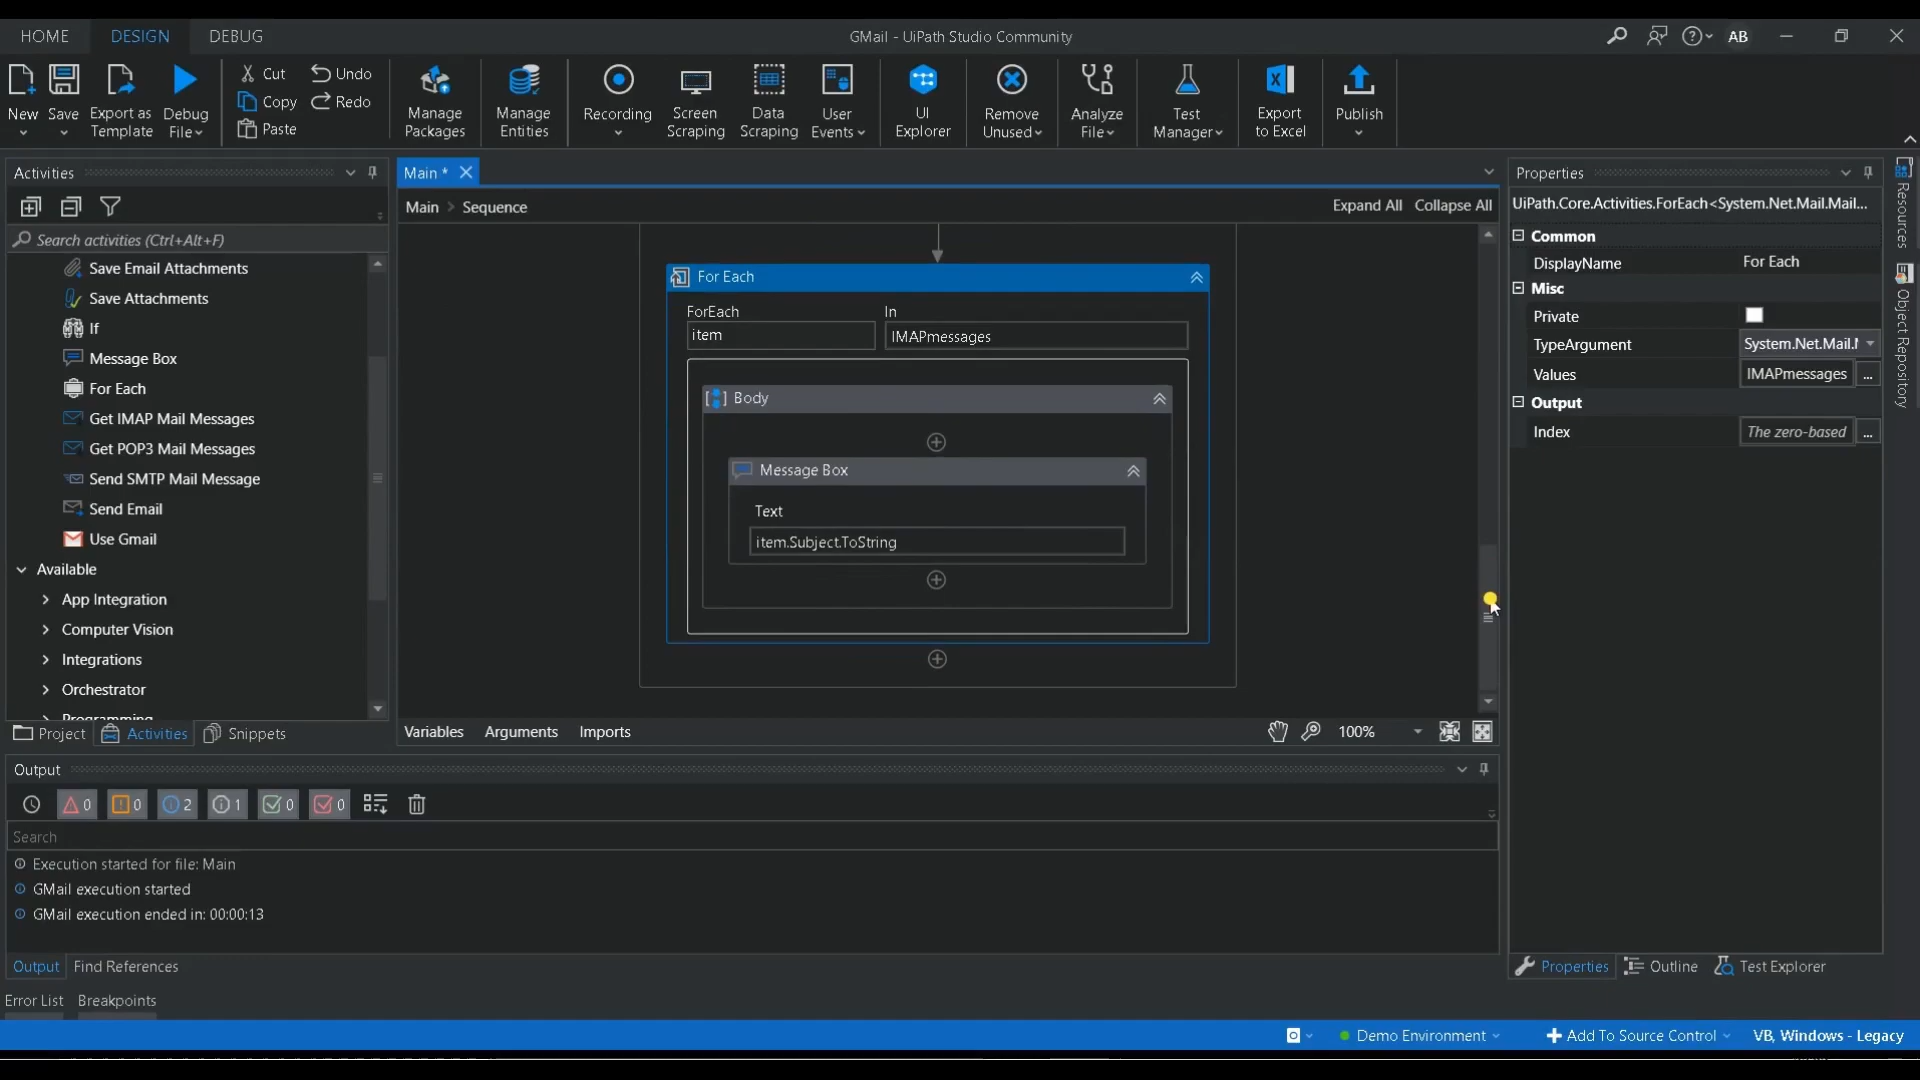 HOME DESIGN DEBUG GMail - UiPath Studio Community AB
New Save Export as Template Debug File Cut Copy Paste Undo Redo Manage Packages Manage Entities Recording Screen Scraping Data Scraping User Events UI Explorer Remove Unused Analyze File Test Manager Export to Excel Publish
Activities
Search activities (Ctrl+Alt+F)
Save Email Attachments
Save Attachments
If
Message Box
For Each
Get IMAP Mail Messages
Get POP3 Mail Messages
Send SMTP Mail Message
Send Email
Use Gmail
Available
App Integration
Computer Vision
Integrations
Orchestrator
Programming
Project Activities Snippets
Main *
Main > Sequence Expand All Collapse All
For Each
ForEach In
item IMAPmessages
Body
Message Box
Text
item.Subject.ToString
Variables Arguments Imports 100%
Properties
UiPath.Core.Activities.ForEach<System.Net.Mail.Mail...
Common
DisplayName For Each
Misc
Private
TypeArgument System.Net.Mail.
Values IMAPmessages ...
Output
Index The zero-based ...
Properties Outline Test Explorer
Resources
Object Repository
Output
0 0 2 1 0 0
Search
Execution started for file: Main
GMail execution started
GMail execution ended in: 00:00:13
Output Find References
Error List Breakpoints
Demo Environment Add To Source Control VB, Windows - Legacy